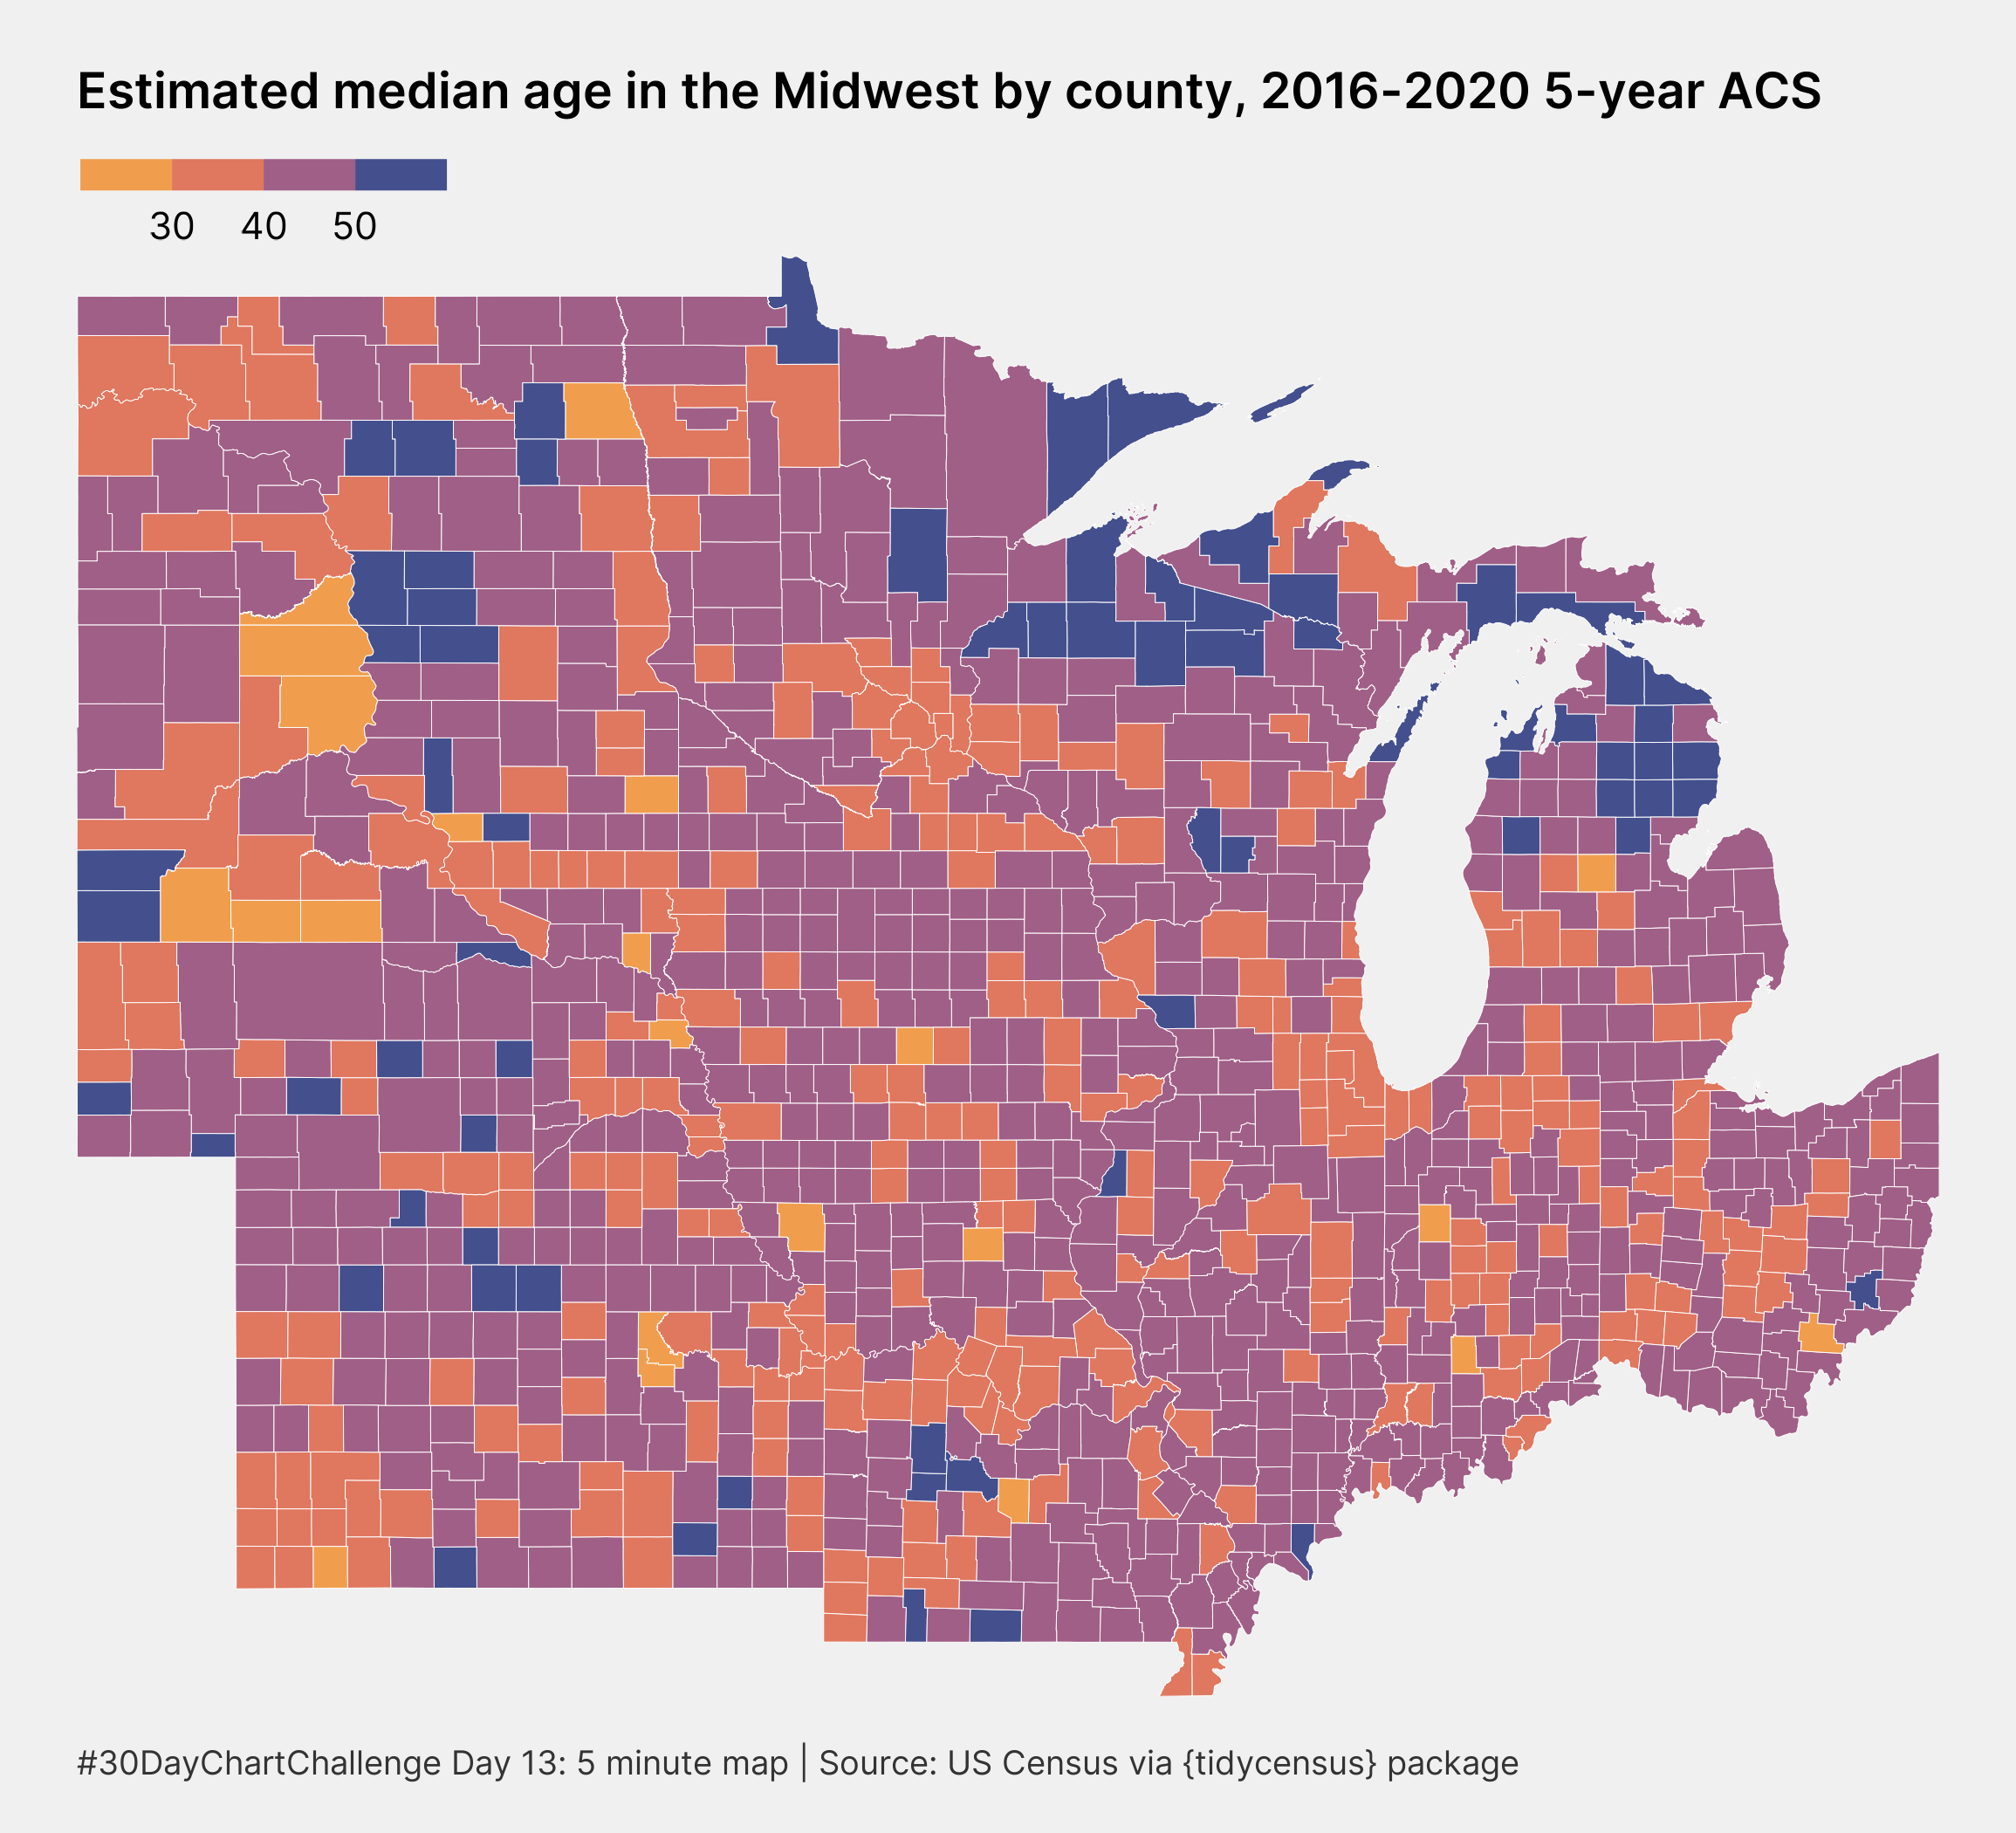 Estimated median age in the Midwest by county, 2016-2020 5-year ACS
30 40 50
#30DayChartChallenge Day 13: 5 minute map | Source: US Census via {tidycensus} package